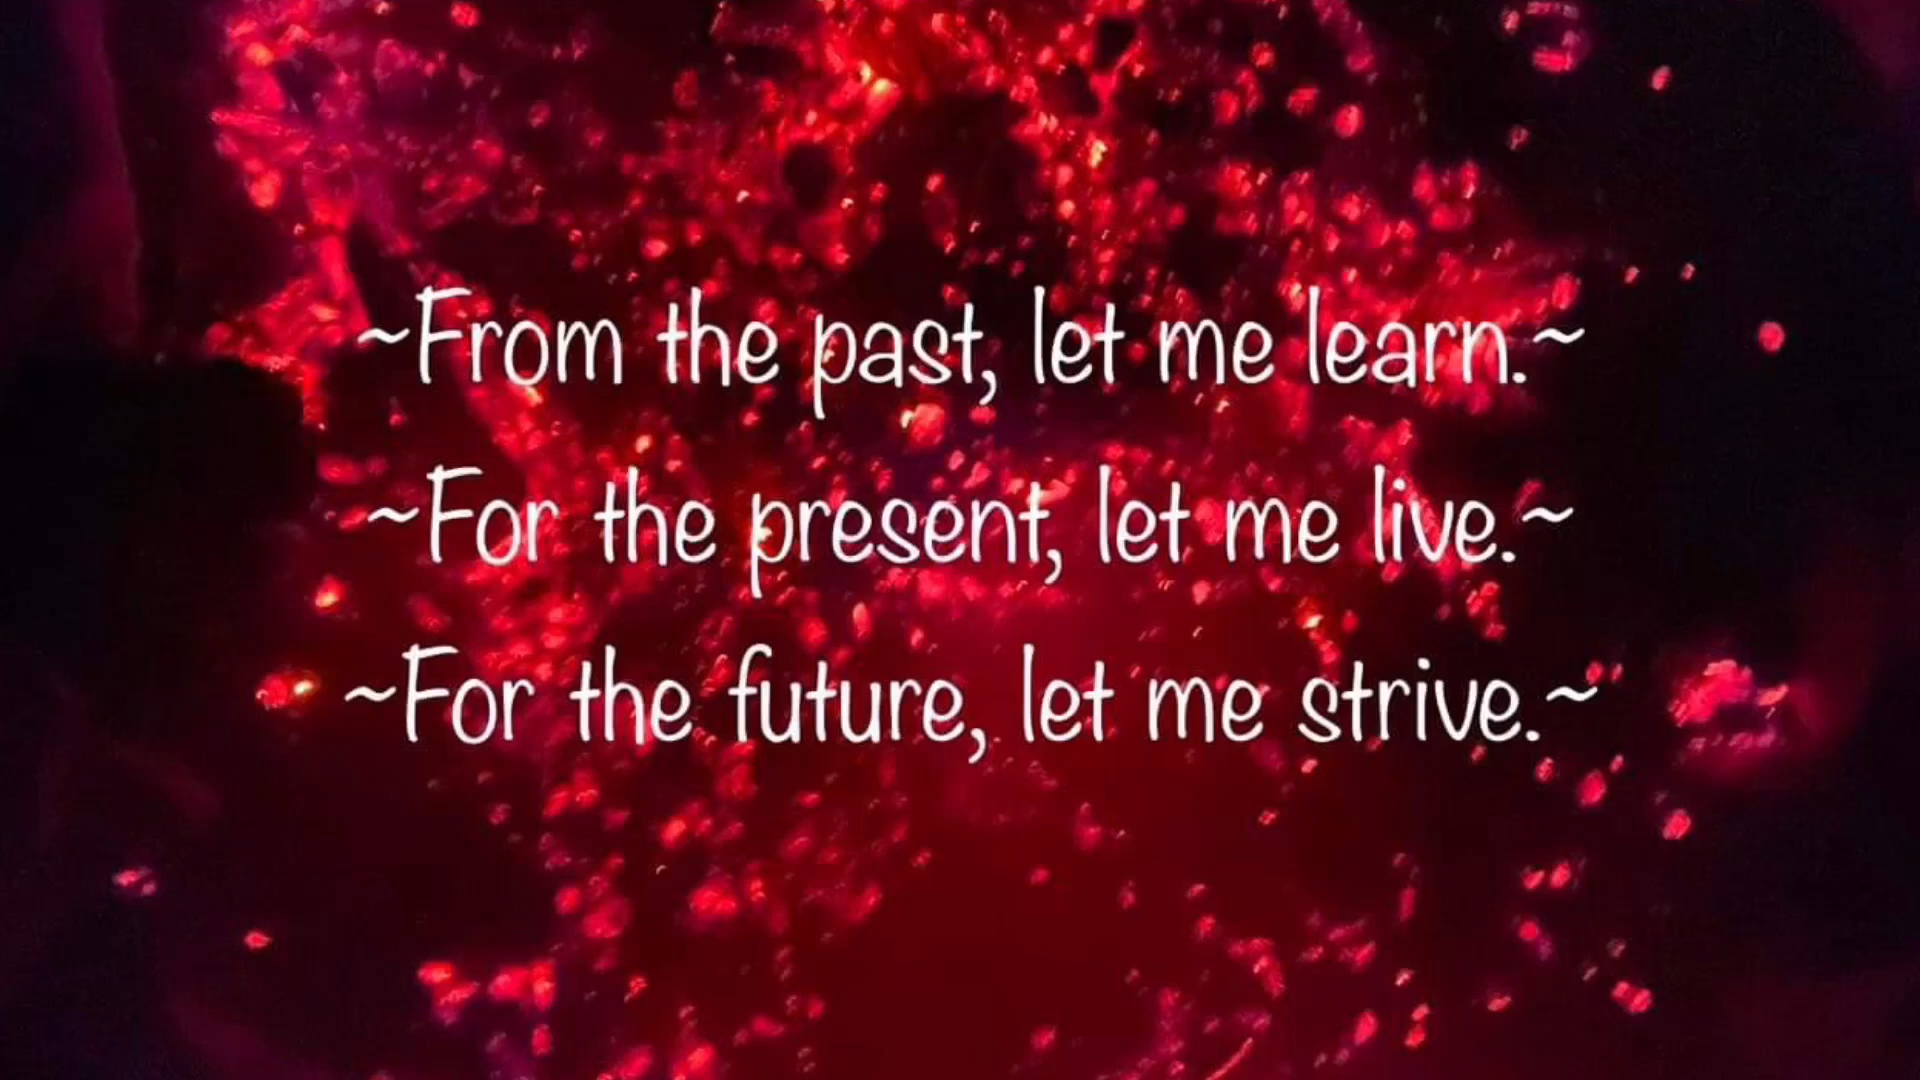 ~From the past, let me learn.~
~For the present, let me live.~
~For the future, let me strive.~